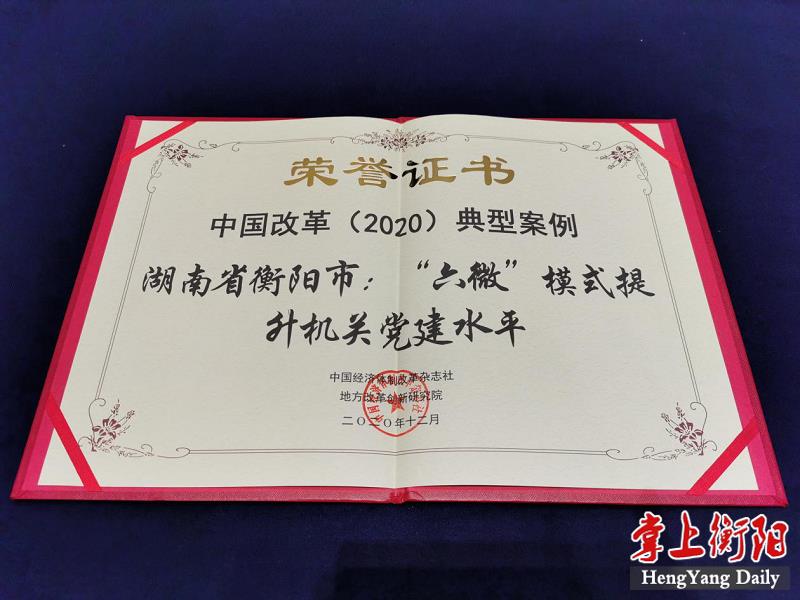 荣誉证书
中国改革（2020）典型案例
湖南省衡阳市：“六微”模式提
升机关党建水平
中国经济体制改革杂志社
地方改革创新研究院
二〇二〇年十二月
掌上衡阳
HengYang Daily